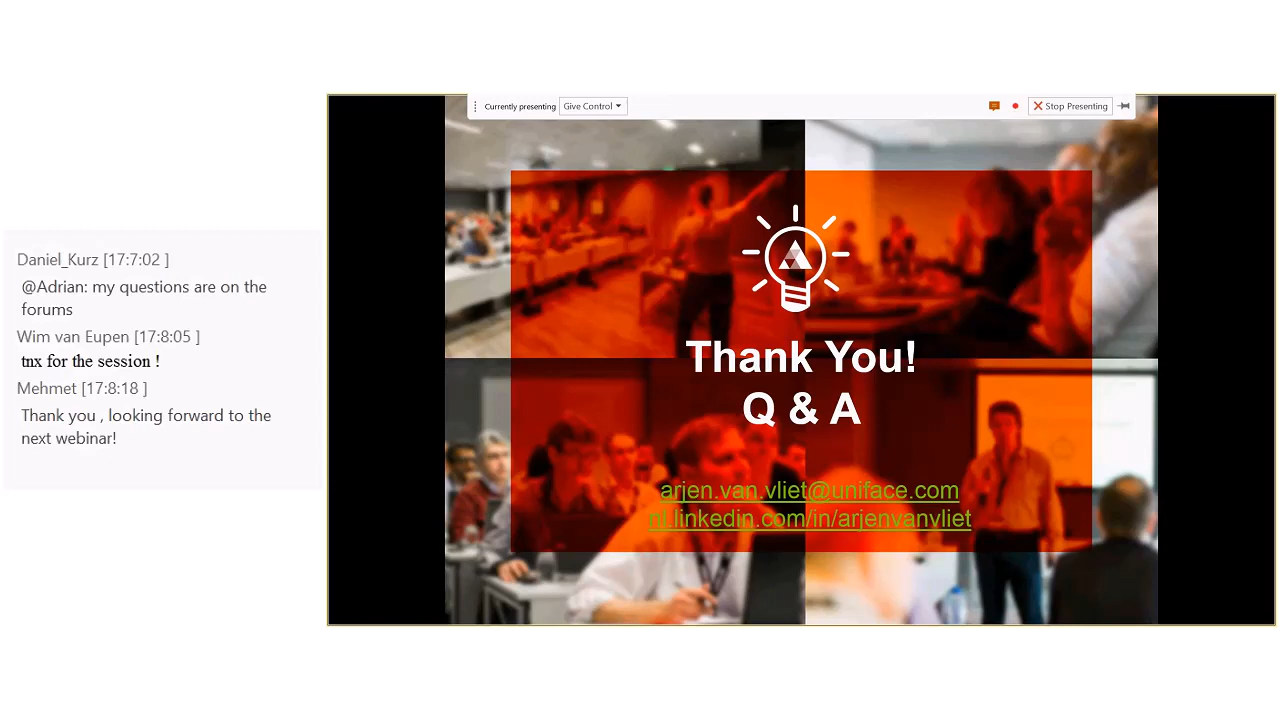 Daniel_Kurz [17:7:02 ]
@Adrian: my questions are on the
forums
Wim van Eupen [17:8:05 ]
tnx for the session !
Mehmet [17:8:18 ]
Thank you , looking forward to the
next webinar!
Currently presenting Give Control Stop Presenting
Thank You!
Q & A
arjen.van.vliet@uniface.com
nl.linkedin.com/in/arjenvanvliet